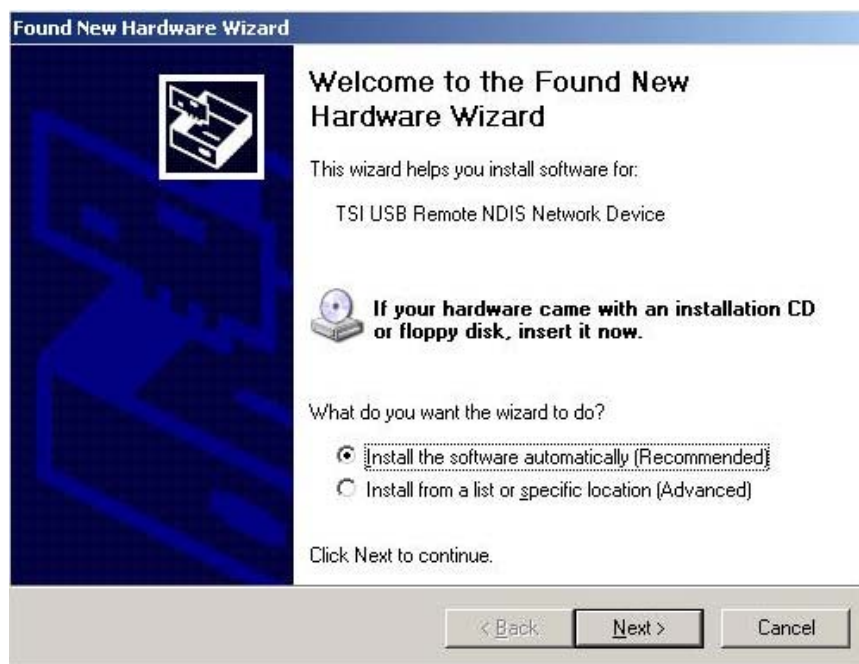 Found New Hardware Wizard
Welcome to the Found New
Hardware Wizard
This wizard helps you install software for:
TSI USB Remote NDIS Network Device
If your hardware came with an installation CD
or floppy disk, insert it now.
What do you want the wizard to do?
Install the software automatically (Recommended)
Install from a list or specific location (Advanced)
Click Next to continue.
< Back
Next >
Cancel